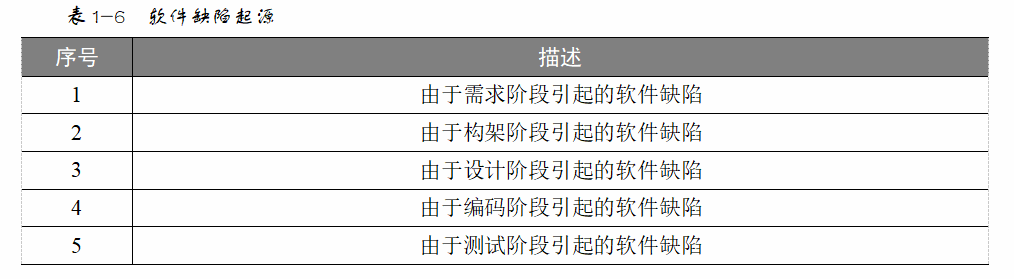 表1-6 软件缺陷起源
序号 描述
1 由于需求阶段引起的软件缺陷
2 由于构架阶段引起的软件缺陷
3 由于设计阶段引起的软件缺陷
4 由于编码阶段引起的软件缺陷
5 由于测试阶段引起的软件缺陷